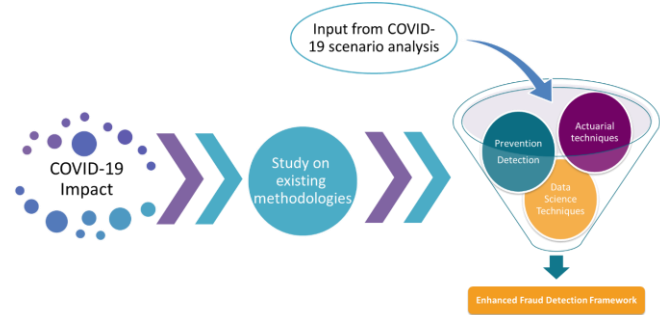 Input from COVID-
19 scenario analysis
COVID-19
Impact
Study on
existing
methodologies
Actuarial
techniques
Prevention
Detection
Data
Science
Techniques
Enhanced Fraud Detection Framework